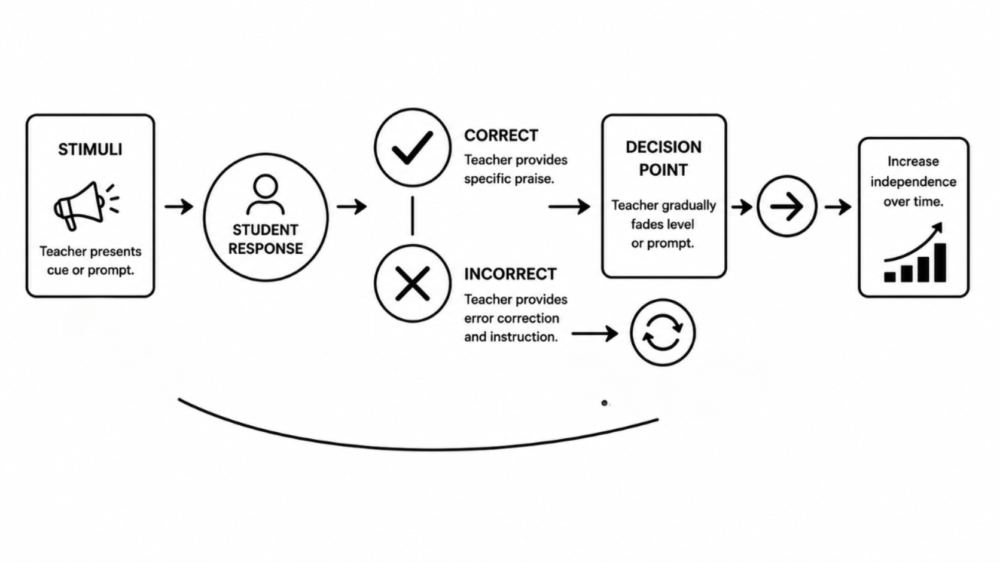 STIMULI
Teacher presents
cue or prompt.
STUDENT
RESPONSE
CORRECT
Teacher provides
specific praise.
INCORRECT
Teacher provides
error correction
and instruction.
DECISION
POINT
Teacher gradually
fades level
or prompt.
Increase
independence
over time.